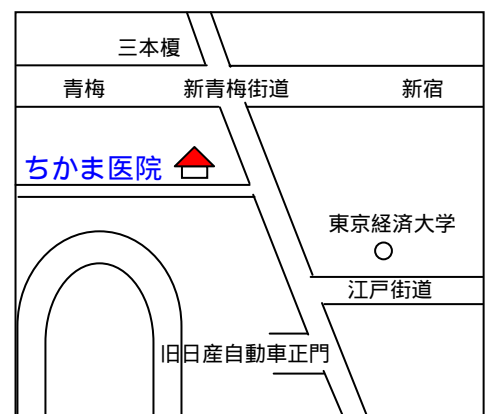 三本榎
青梅
新青梅街道
新宿
ちかま医院
東京経済大学
江戸街道
旧日産自動車正門